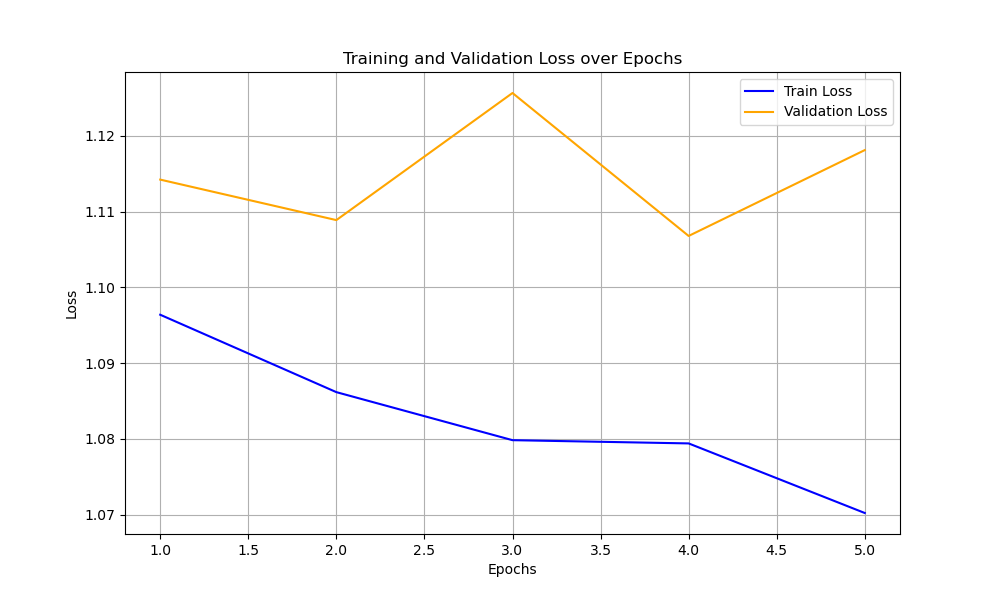 Training and Validation Loss over Epochs
Train Loss
Validation Loss
1.12
1.11
1.10
1.09
1.08
1.07
Loss
1.0 1.5 2.0 2.5 3.0 3.5 4.0 4.5 5.0
Epochs